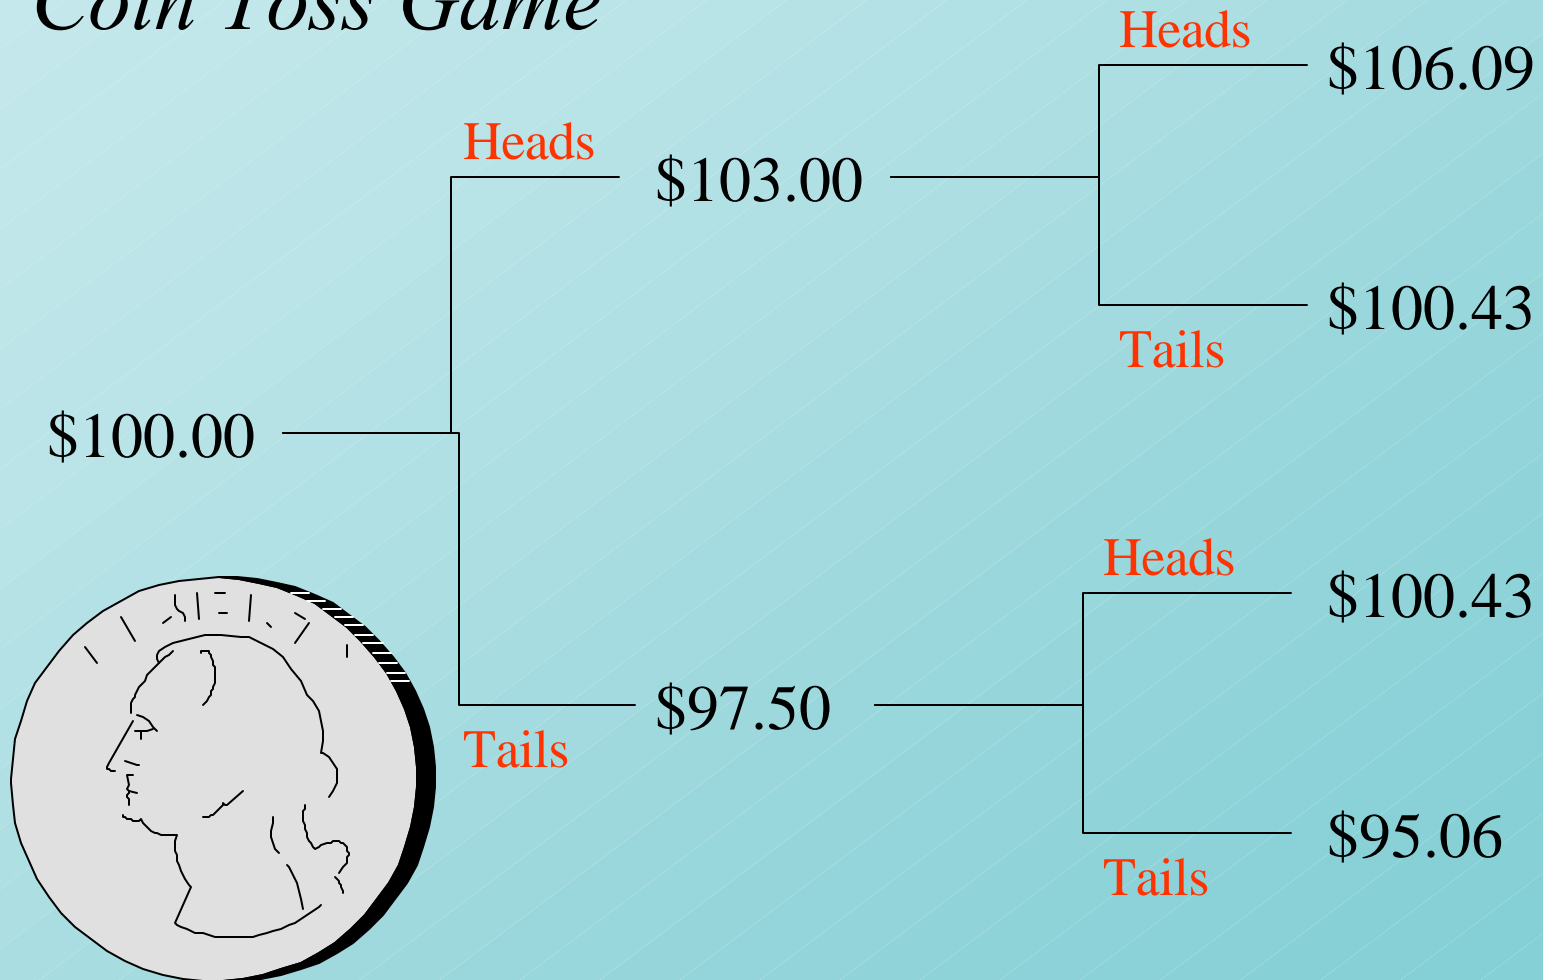 Coin Toss Game
Heads
$106.09
Heads
$103.00
$100.43
Tails
$100.00
Heads
$100.43
Tails
$97.50
$95.06
Tails